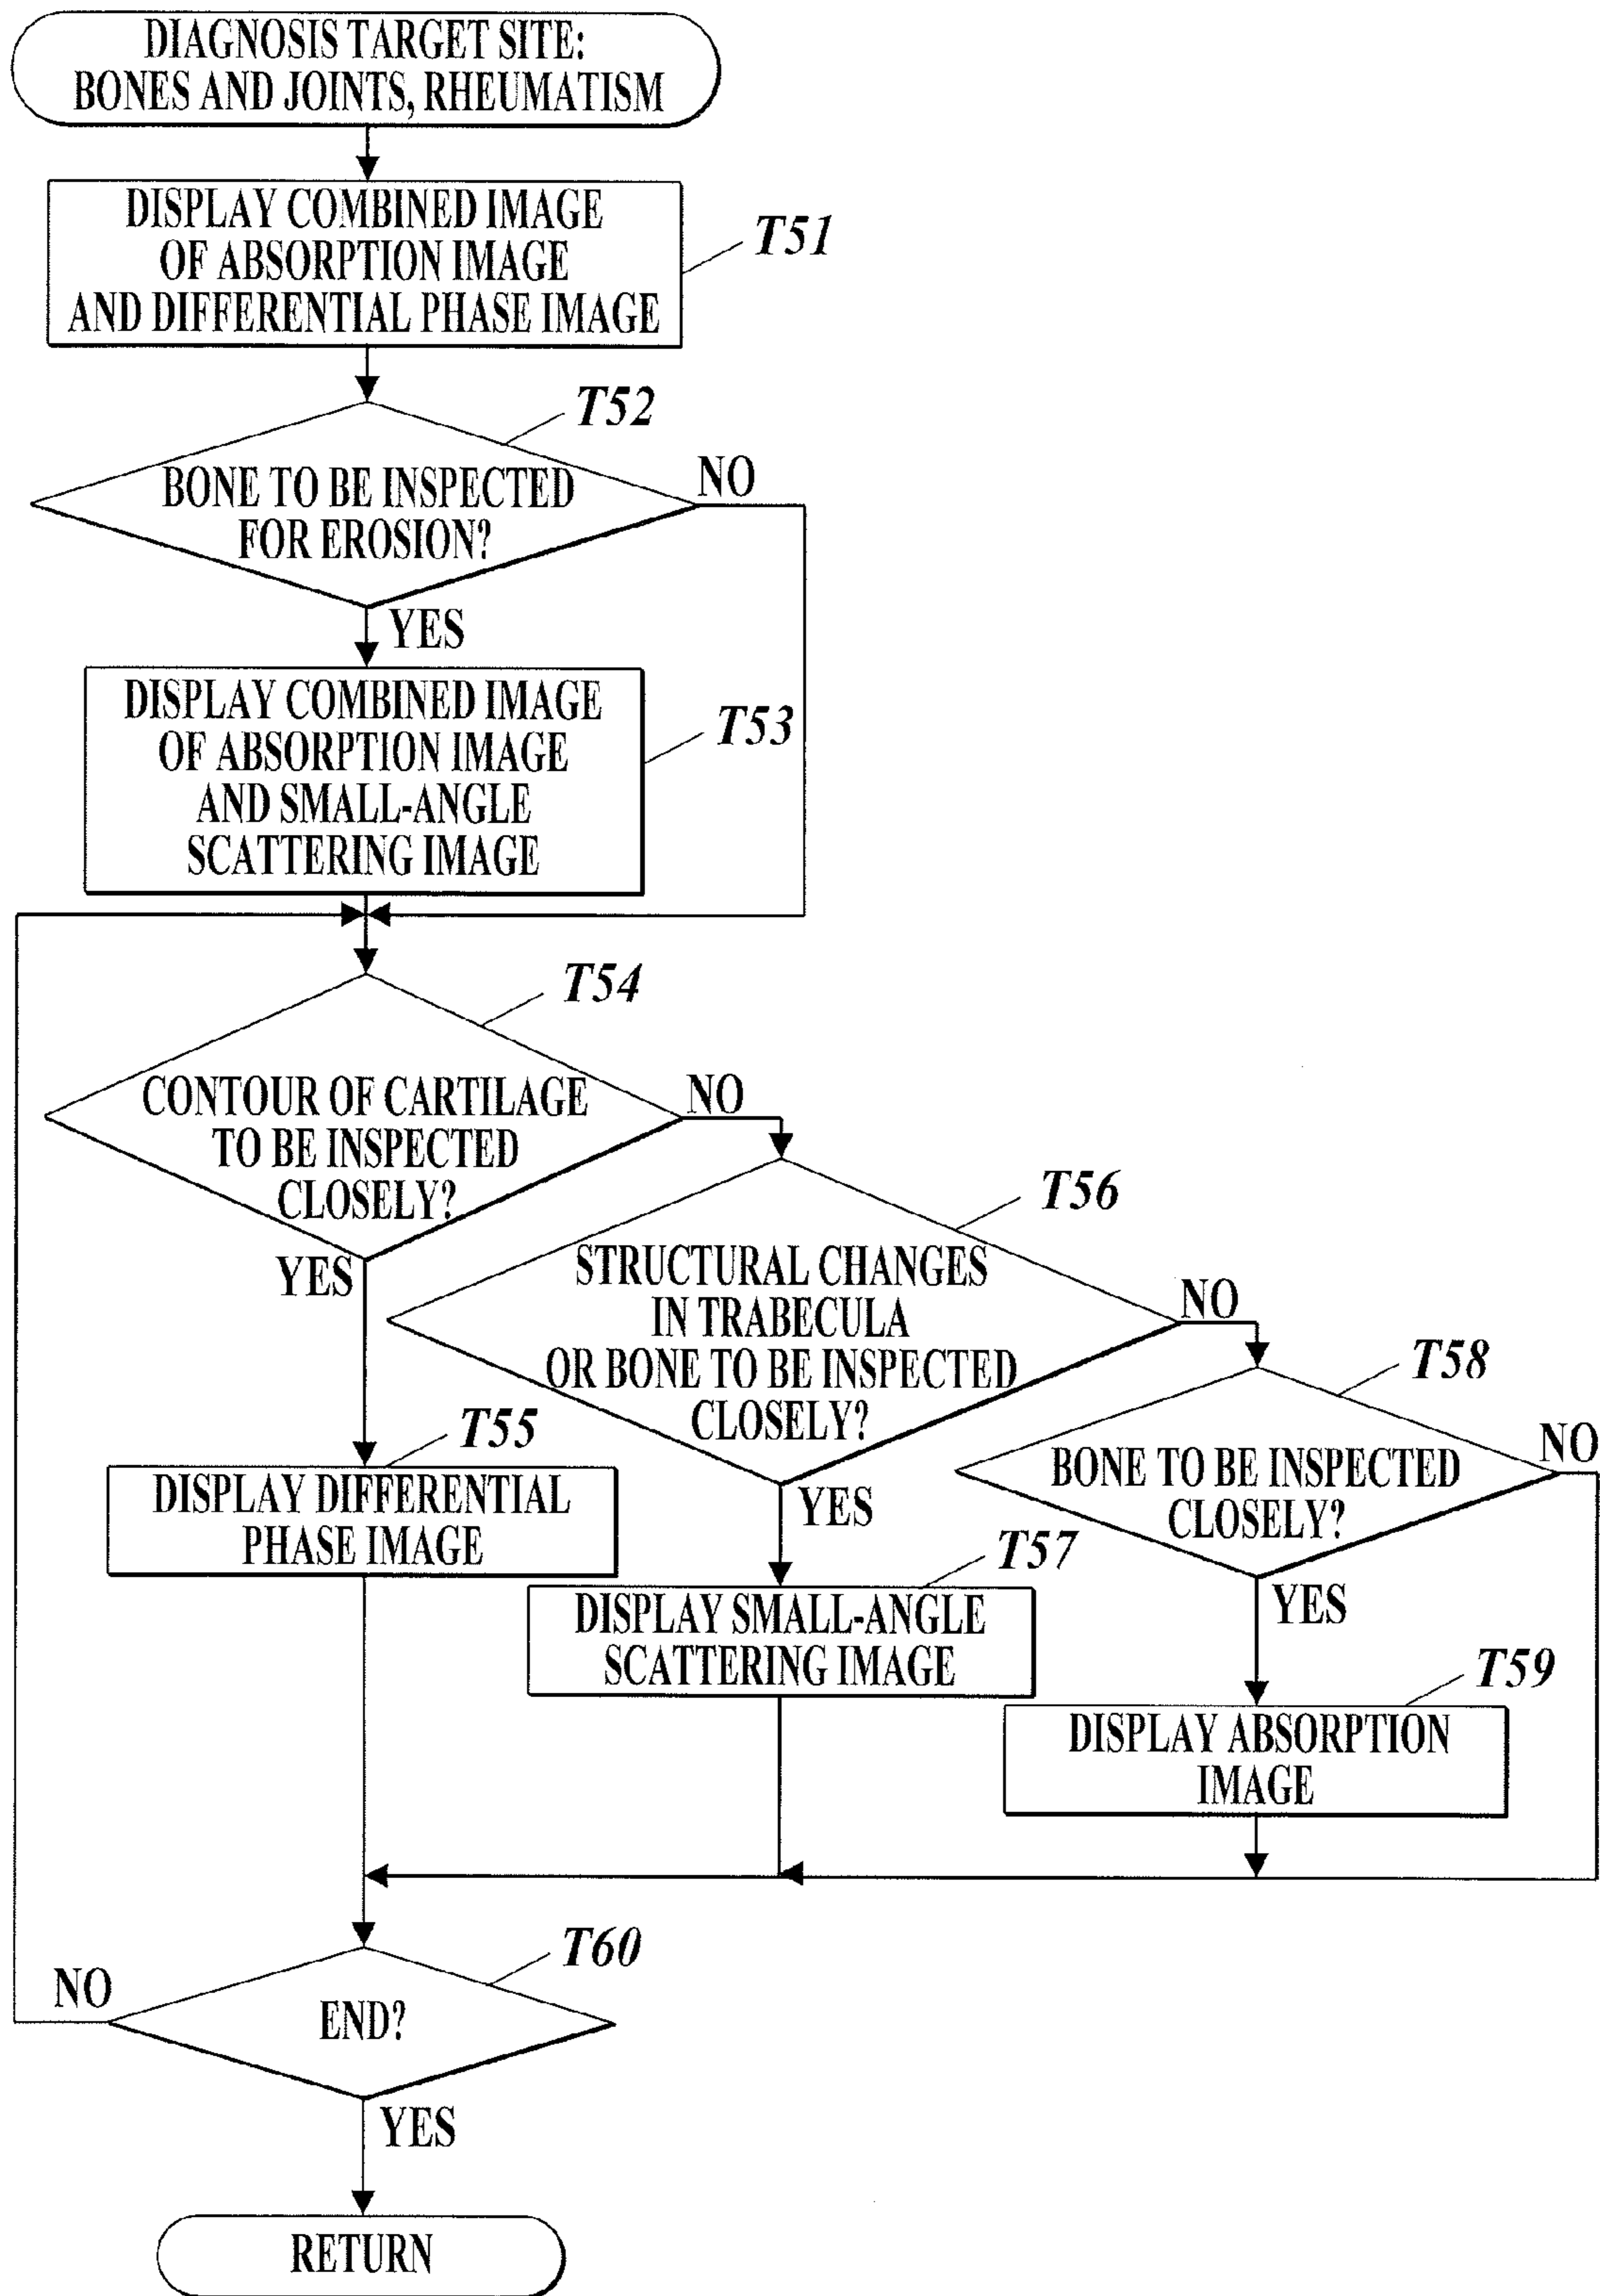 DIAGNOSIS TARGET SITE:
BONES AND JOINTS, RHEUMATISM
DISPLAY COMBINED IMAGE
OF ABSORPTION IMAGE
AND DIFFERENTIAL PHASE IMAGE
T51
T52
BONE TO BE INSPECTED
FOR EROSION?
NO
YES
DISPLAY COMBINED IMAGE
OF ABSORPTION IMAGE
AND SMALL-ANGLE
SCATTERING IMAGE
T53
T54
CONTOUR OF CARTILAGE
TO BE INSPECTED
CLOSELY?
NO
YES
T56
STRUCTURAL CHANGES
IN TRABECULA
OR BONE TO BE INSPECTED
CLOSELY?
NO
YES
T58
BONE TO BE INSPECTED
CLOSELY?
NO
YES
T55
DISPLAY DIFFERENTIAL
PHASE IMAGE
T57
DISPLAY SMALL-ANGLE
SCATTERING IMAGE
T59
DISPLAY ABSORPTION
IMAGE
T60
END?
NO
YES
RETURN